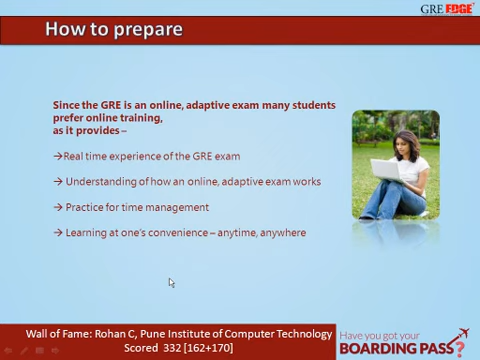 GRE EDGE
How to prepare
Since the GRE is an online, adaptive exam many students
prefer online training,
as it provides –
→Real time experience of the GRE exam
→ Understanding of how an online, adaptive exam works
→ Practice for time management
→ Learning at one's convenience – anytime, anywhere
Wall of Fame: Rohan C, Pune Institute of Computer Technology
Scored 332 [162+170]
Have you got your
BOARDING PASS?